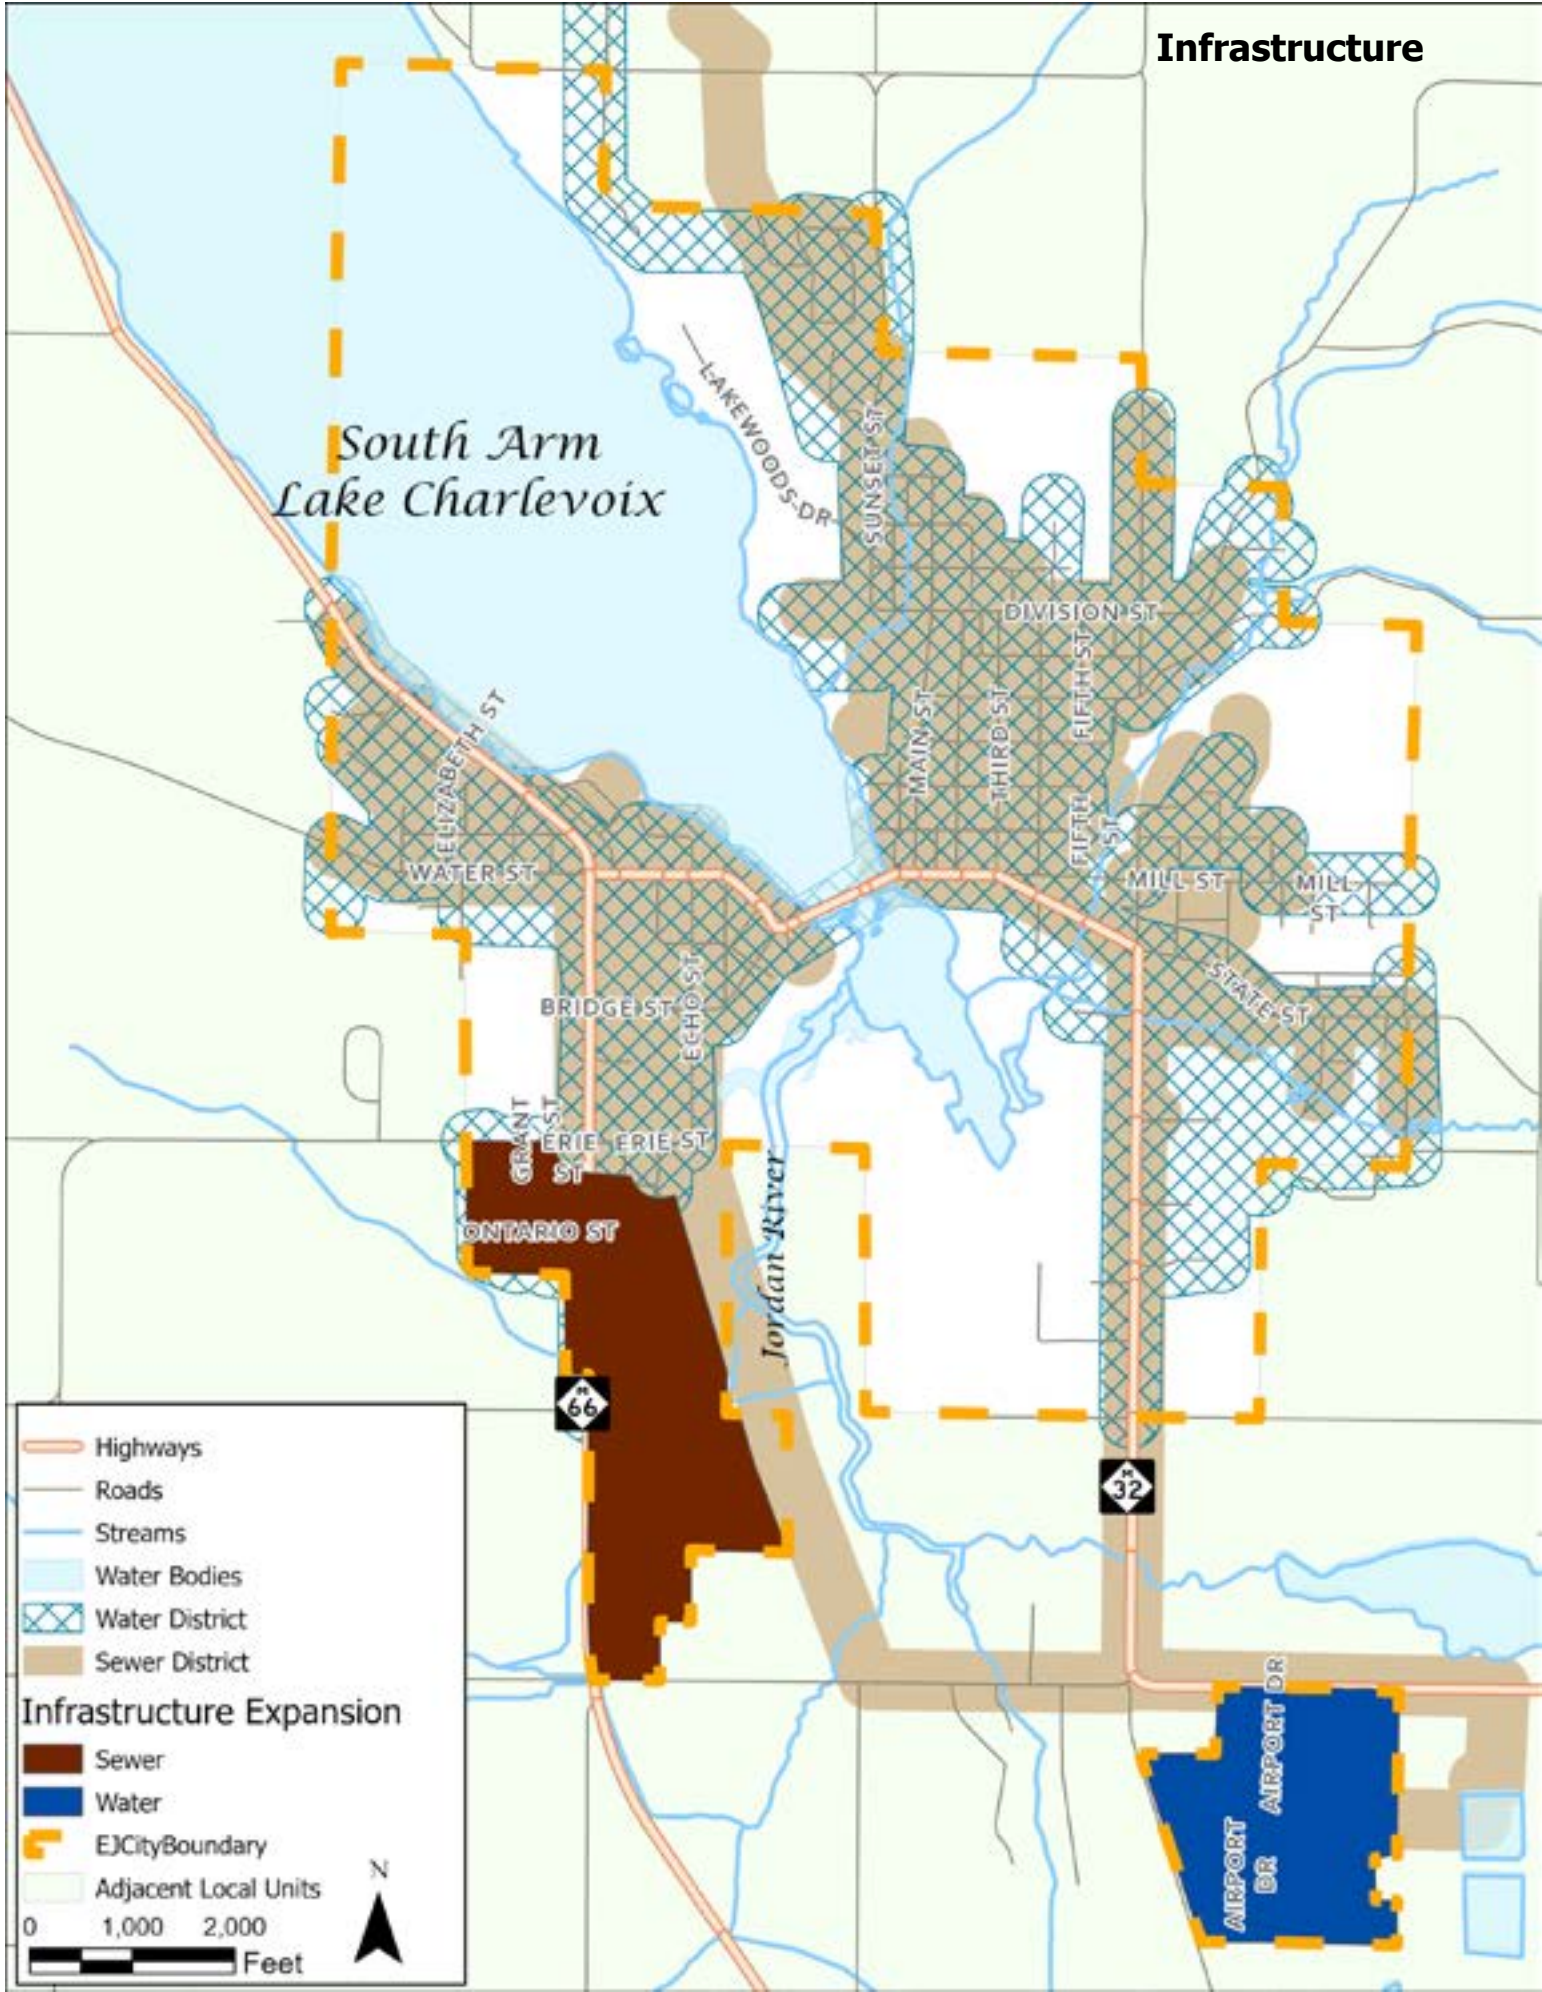 Infrastructure
South Arm
Lake Charlevoix
LAKEWOODS DR
SUNSET ST
DIVISION ST
FIFTH ST
MAIN ST
THIRD ST
ELIZABETH ST
FIFTH
ST
WATER ST
MILL ST
MILL
ST
STATE ST
BRIDGE ST
ECHO ST
GRANT
ST
ERIE
ST
ERIE ST
ONTARIO ST
Jordan River
M
66
M
32
AIRPORT DR
AIRPORT
DR
Highways
Roads
Streams
Water Bodies
Water District
Sewer District
Infrastructure Expansion
Sewer
Water
EJCityBoundary
Adjacent Local Units
N
0 1,000 2,000
Feet